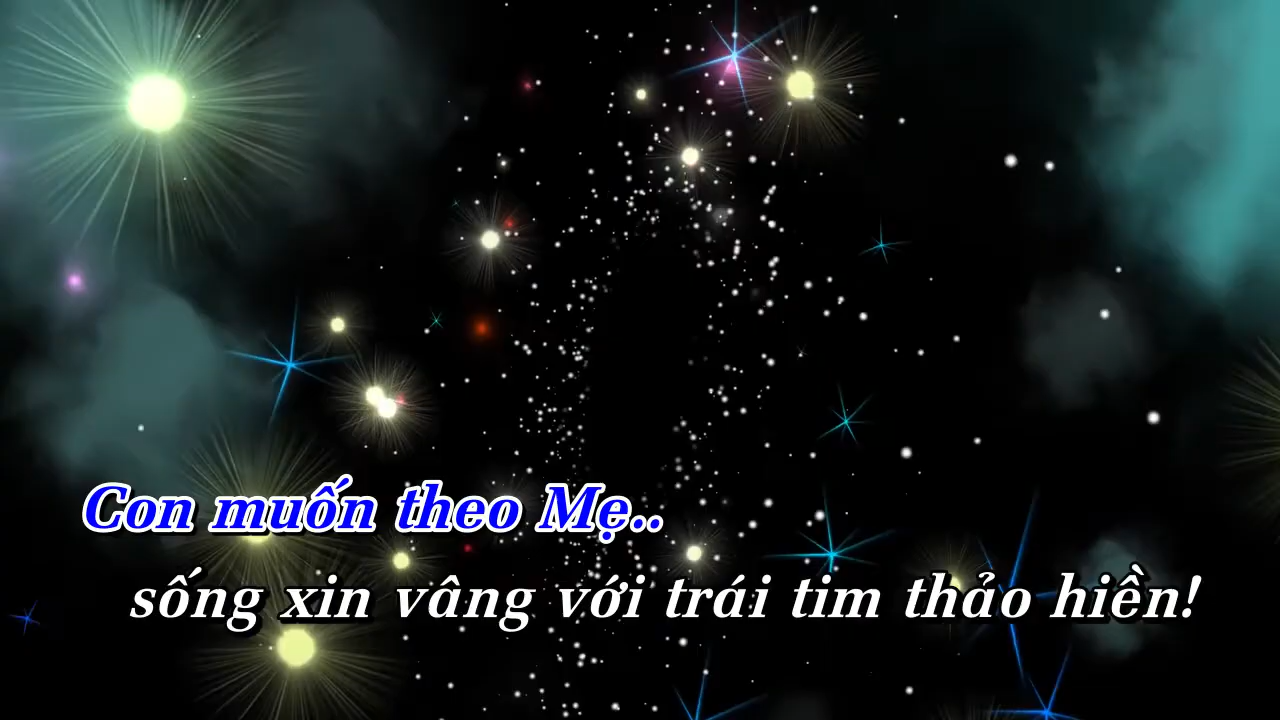 Con muốn theo Mẹ..
sống xin vâng với trái tim thảo hiền!